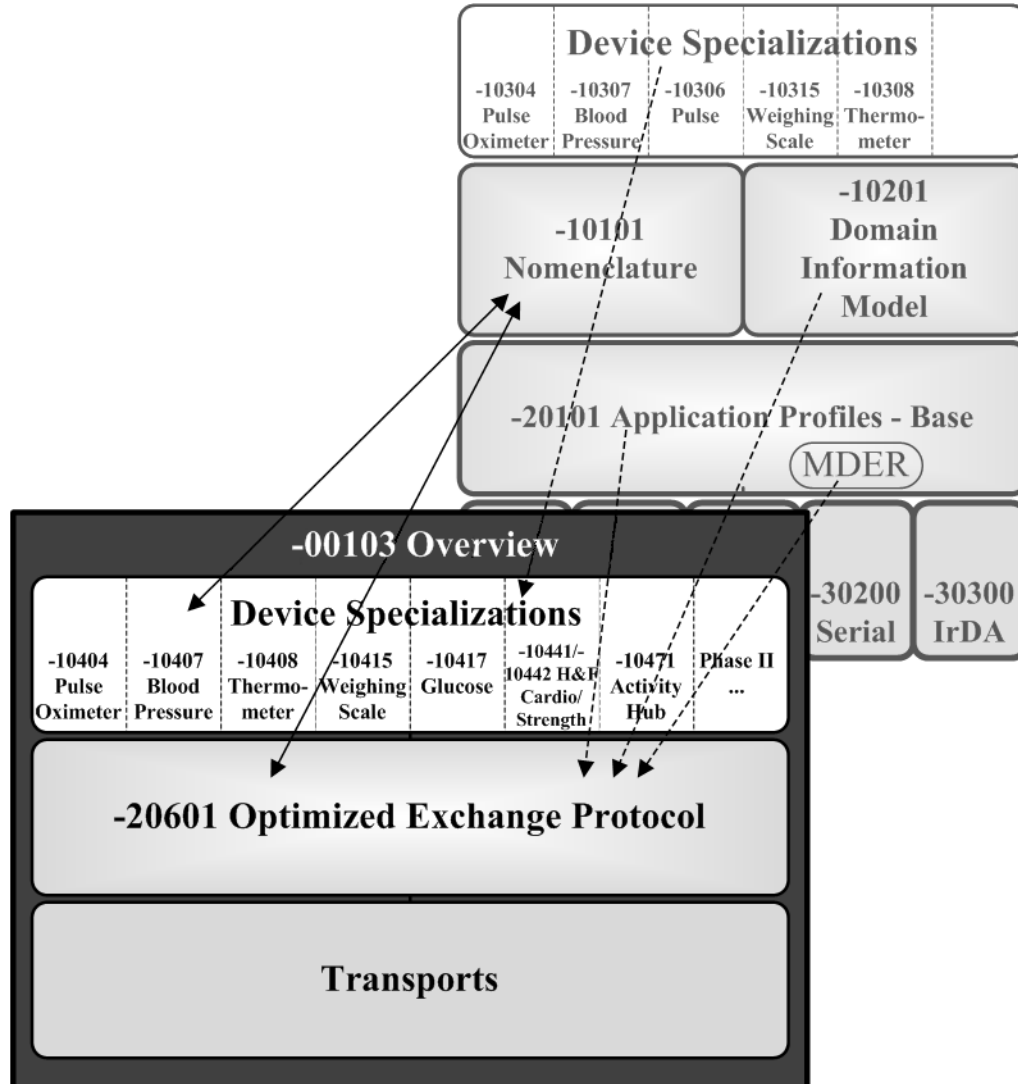 Device Specializations
-10304
Pulse
Oximeter
-10307
Blood
Pressure
-10306
Pulse
-10315
Weighing
Scale
-10308
Thermo-
meter
-10101
Nomenclature
-10201
Domain
Information
Model
-20101 Application Profiles - Base
MDER
-30200
Serial
-30300
IrDA
-00103 Overview
Device Specializations
-10404
Pulse
Oximeter
-10407
Blood
Pressure
-10408
Thermo-
meter
-10415
Weighing
Scale
-10417
Glucose
-10441/-
10442 H&F
Cardio/
Strength
-10471
Activity
Hub
Phase II
...
-20601 Optimized Exchange Protocol
Transports